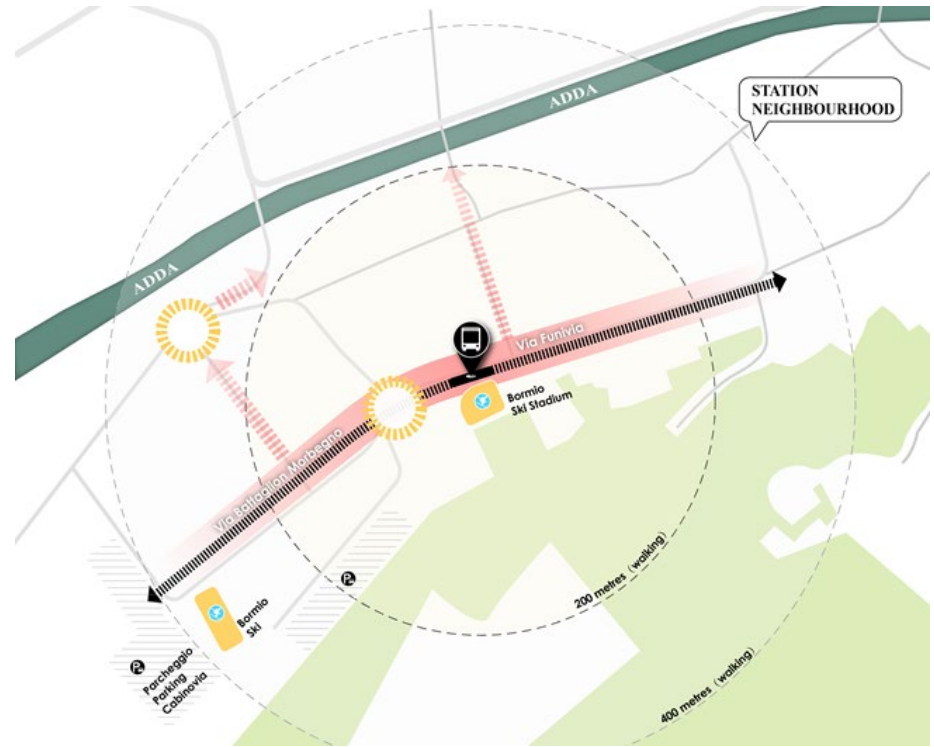 ADDA
STATION
NEIGHBOURHOOD
ADDA
Via Funivia
Bormio
Ski Stadium
Via Battaglion Morbegno
200 metres (walking)
P
Bormio
Ski
P
Parcheggio
Parking
Cabinovia
400 metres (walking)